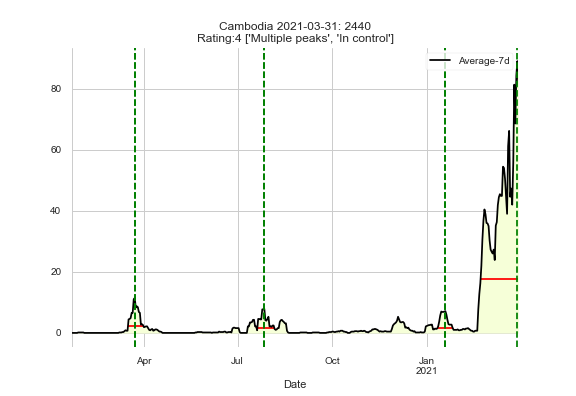 Cambodia 2021-03-31: 2440
Rating:4 ['Multiple peaks', 'In control']
Average-7d
80
60
40
20
0
Apr
Jul
Oct
Jan
2021
Date